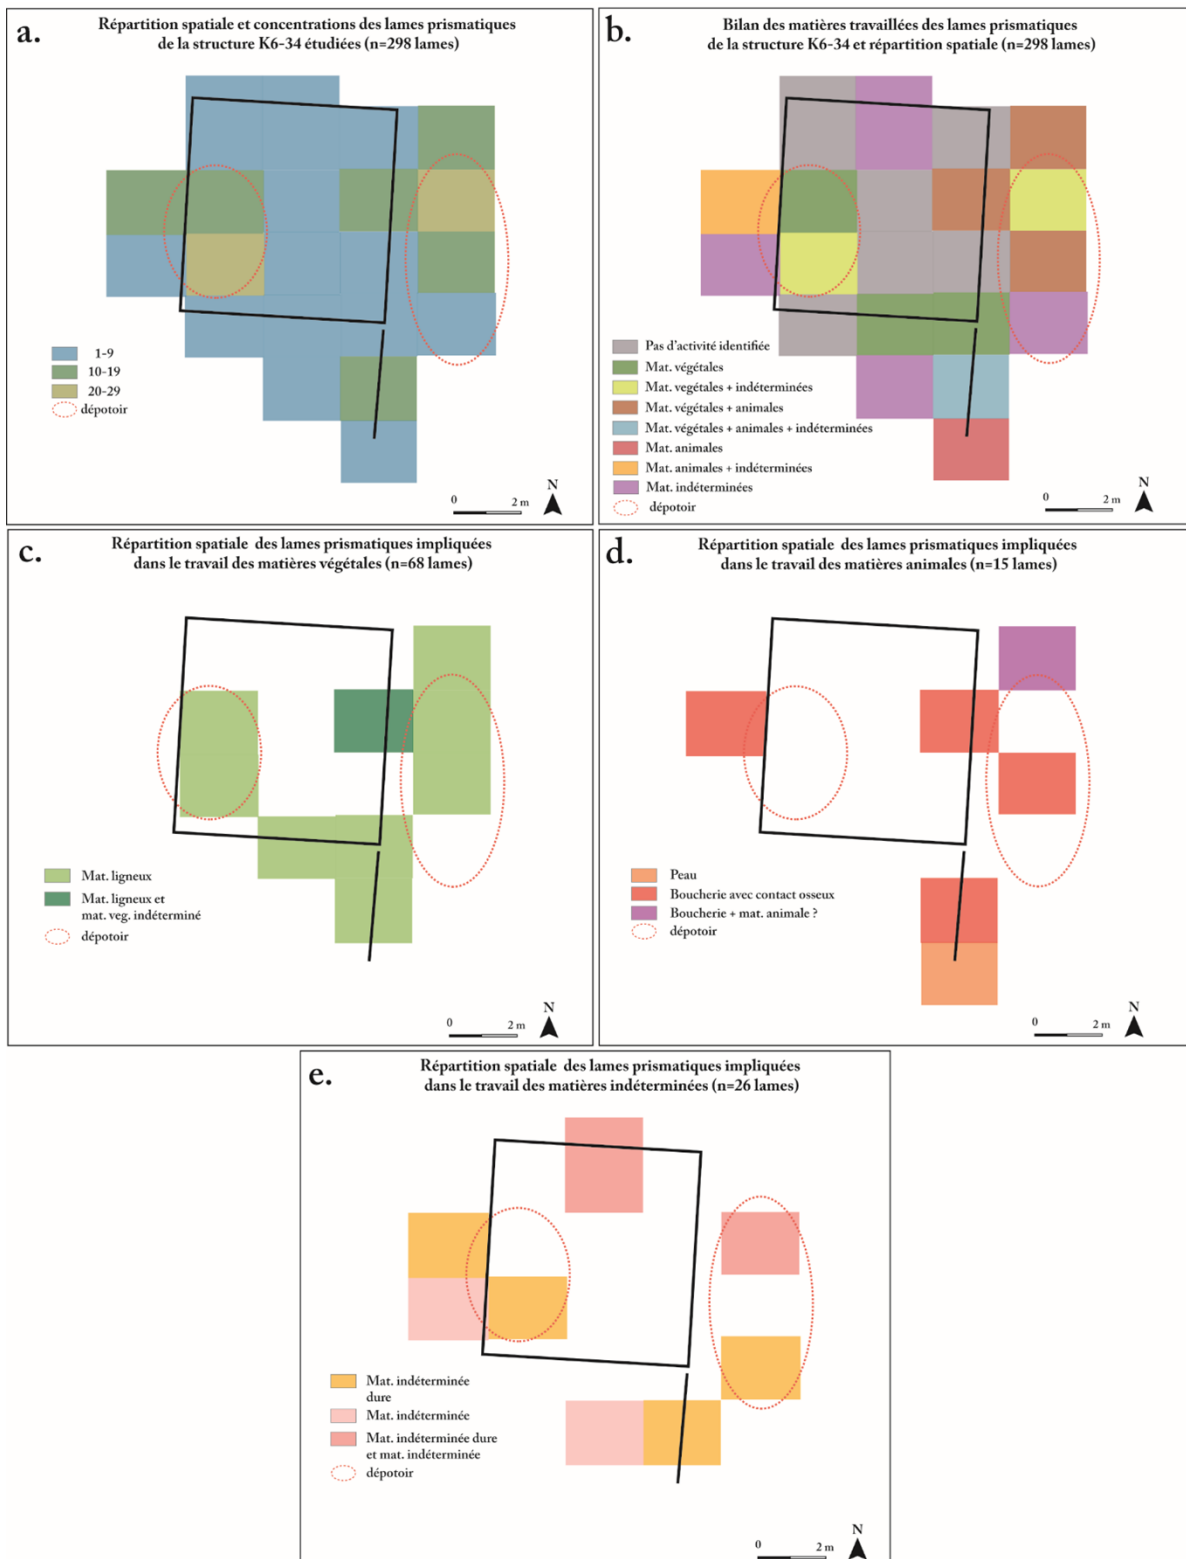 a.
Répartition spatiale et concentrations des lames prismatiques
de la structure K6-34 étudiées (n=298 lames)
1-9
10-19
20-29
dépotoir
0
2 m
N
b.
Bilan des matières travaillées des lames prismatiques
de la structure K6-34 et répartition spatiale (n=298 lames)
Pas d'activité identifiée
Mat. végétales
Mat. vegétales + indéterminées
Mat. végétales + animales
Mat. végétales + animales + indéterminées
Mat. animales
Mat. animales + indéterminées
Mat. indéterminées
dépotoir
0
2 m
N
c.
Répartition spatiale des lames prismatiques impliquées
dans le travail des matières végétales (n=68 lames)
Mat. ligneux
Mat. ligneux et
mat. veg. indéterminé
dépotoir
0
2 m
N
d.
Répartition spatiale des lames prismatiques impliquées
dans le travail des matières animales (n=15 lames)
Peau
Boucherie avec contact osseux
Boucherie + mat. animale ?
dépotoir
0
2 m
N
e.
Répartition spatiale des lames prismatiques impliquées
dans le travail des matières indéterminées (n=26 lames)
Mat. indéterminée
dure
Mat. indéterminée
Mat. indéterminée dure
et mat. indéterminée
dépotoir
0
2 m
N